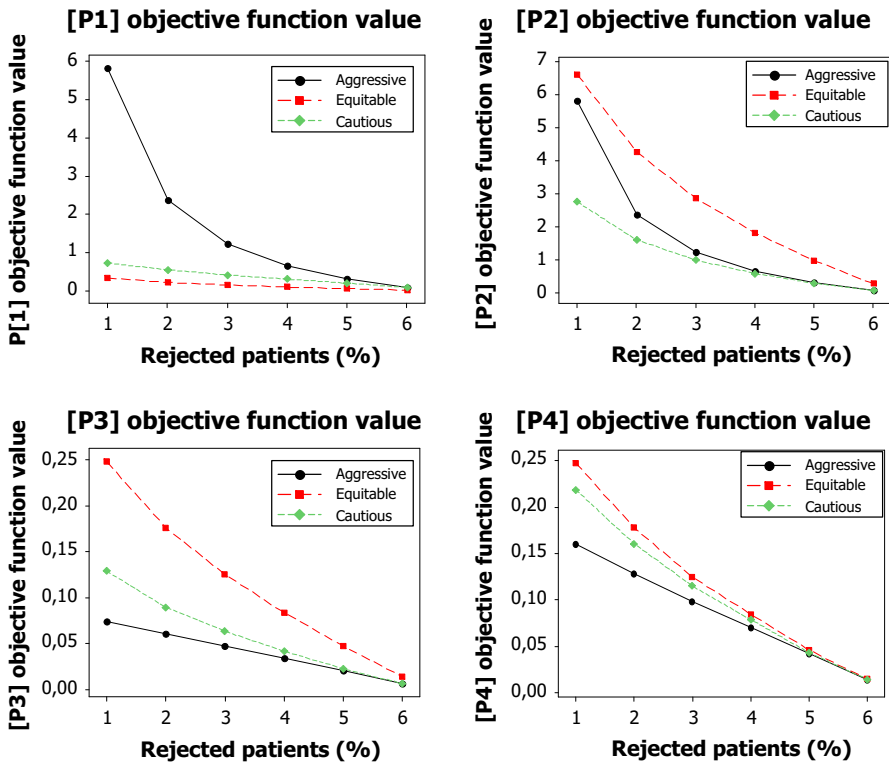 [P1] objective function value
P[1] objective function value
6
5
4
3
2
1
0
Aggressive
Equitable
Cautious
1 2 3 4 5 6
Rejected patients (%)
[P2] objective function value
[P2] objective function value
7
6
5
4
3
2
1
0
Aggressive
Equitable
Cautious
1 2 3 4 5 6
Rejected patients (%)
[P3] objective function value
[P3] objective function value
0,25
0,20
0,15
0,10
0,05
0,00
Aggressive
Equitable
Cautious
1 2 3 4 5 6
Rejected patients (%)
[P4] objective function value
[P4] objective function value
0,25
0,20
0,15
0,10
0,05
0,00
Aggressive
Equitable
Cautious
1 2 3 4 5 6
Rejected patients (%)